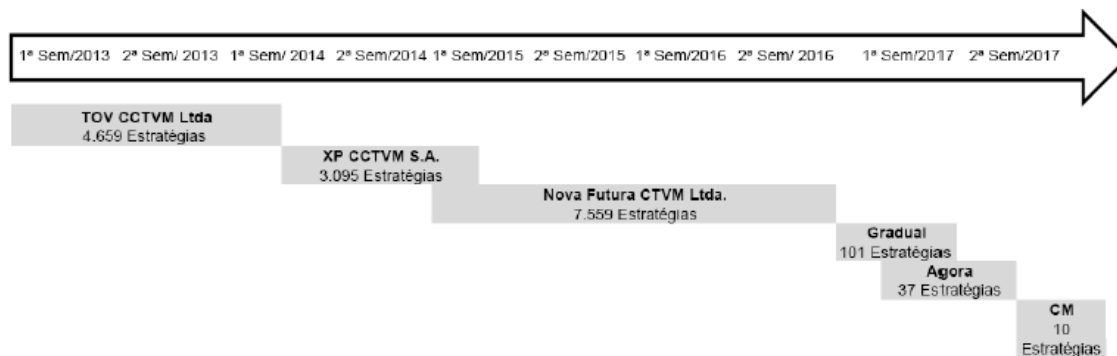 1ª Sem/2013 2ª Sem/ 2013 1ª Sem/ 2014 2ª Sem/2014 1ª Sem/2015 2ª Sem/2015 1ª Sem/2016 2ª Sem/ 2016 1ª Sem/2017 2ª Sem/2017
TOV CCTVM Ltda
4.659 Estratégias
XP CCTVM S.A.
3.095 Estratégias
Nova Futura CTVM Ltda.
7.559 Estratégias
Gradual
101 Estratégias
Agora
37 Estratégias
CM
10
Estratégias